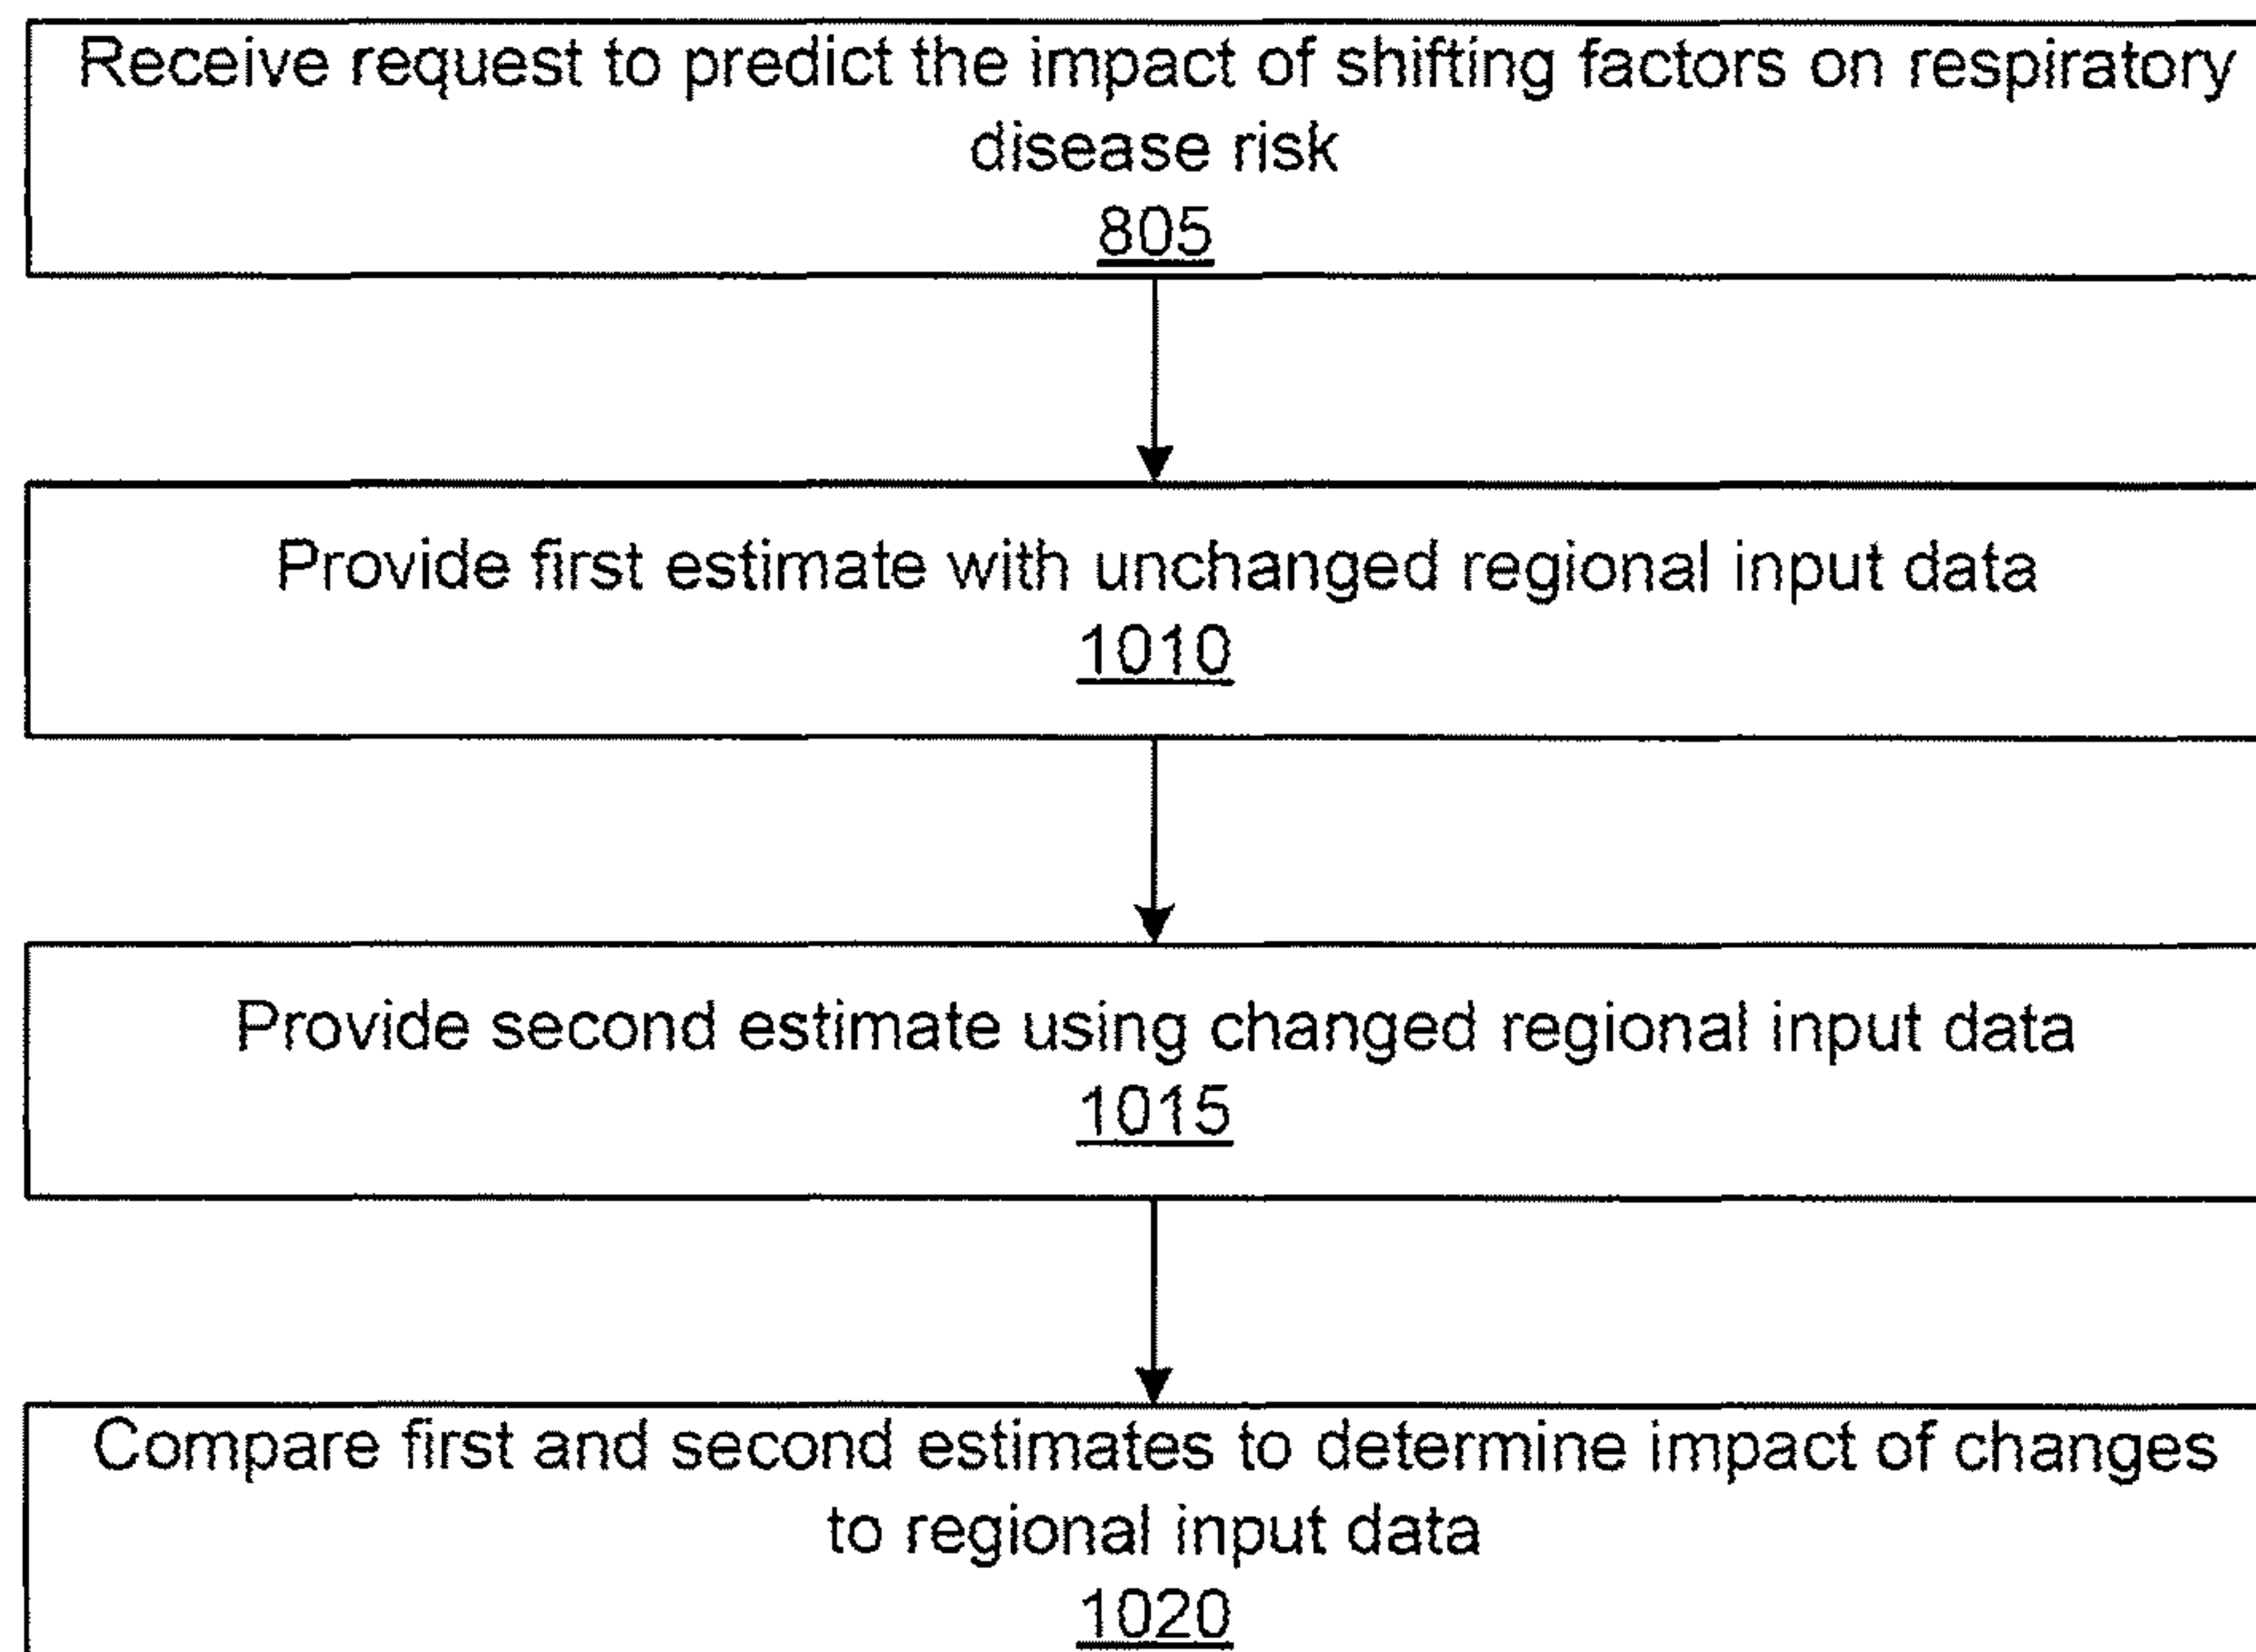 Receive request to predict the impact of shifting factors on respiratory
disease risk
805
Provide first estimate with unchanged regional input data
1010
Provide second estimate using changed regional input data
1015
Compare first and second estimates to determine impact of changes
to regional input data
1020